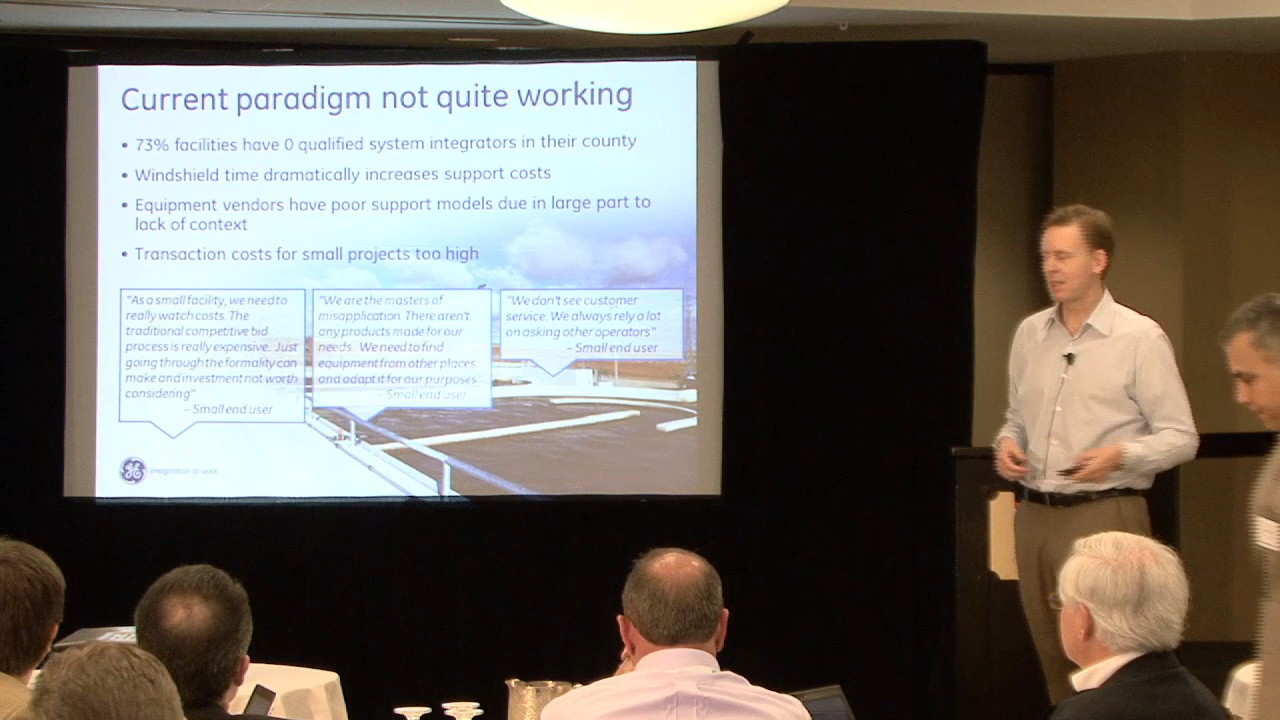 Current paradigm not quite working
• 73% facilities have 0 qualified system integrators in their county
• Windshield time dramatically increases support costs
• Equipment vendors have poor support models due in large part to
lack of context
• Transaction costs for small projects too high
"As a small facility, we need to
really watch costs. The
traditional competitive bid
process is really expensive. Just
going through the formality can
make and investment not worth
considering"
– Small end user
"We are the masters of
misapplication. There aren't
any products made for our
needs. We need to find
equipment from other places
and adapt it for our purposes"
- Small end user
"We don't see customer
service. We always rely a lot
on asking other operators"
– Small end user
GE imagination at work